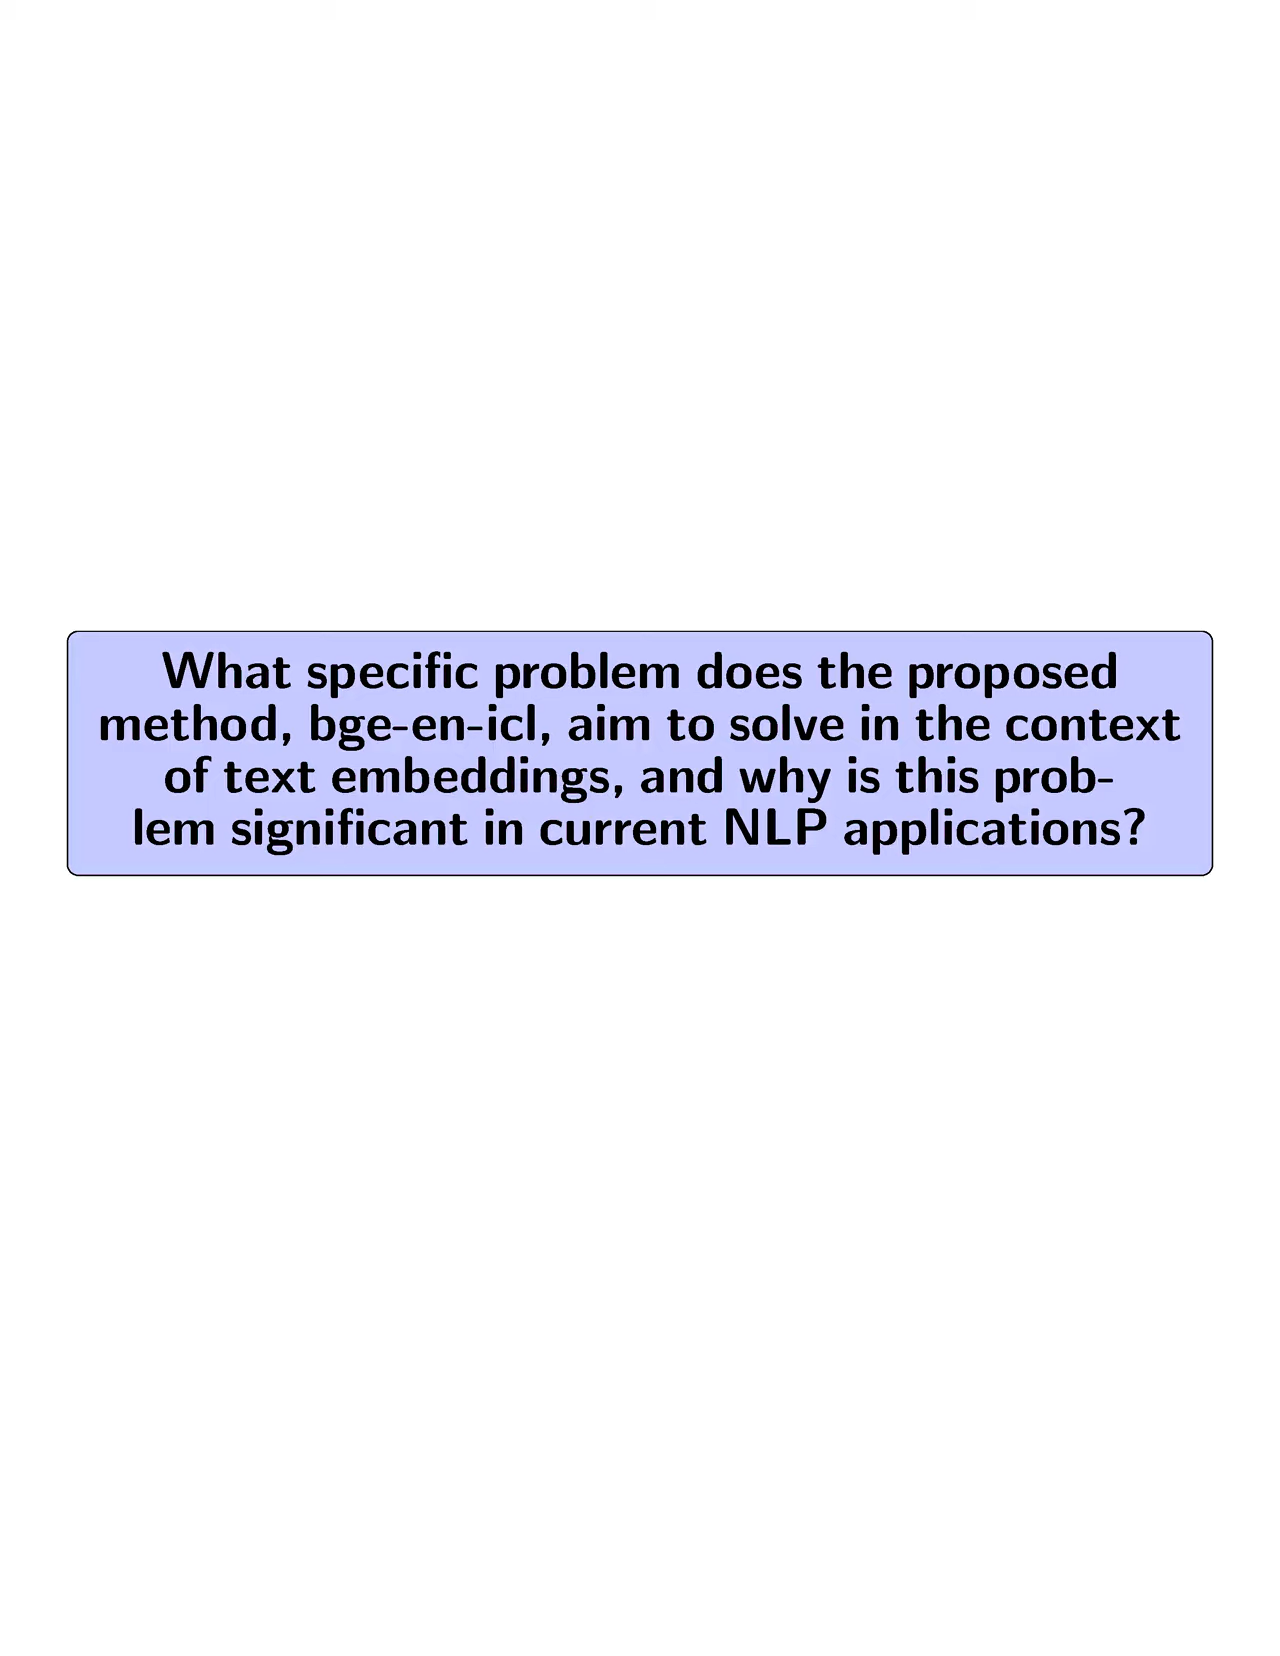 What specific problem does the proposed
method, bge-en-icl, aim to solve in the context
of text embeddings, and why is this prob-
lem significant in current NLP applications?